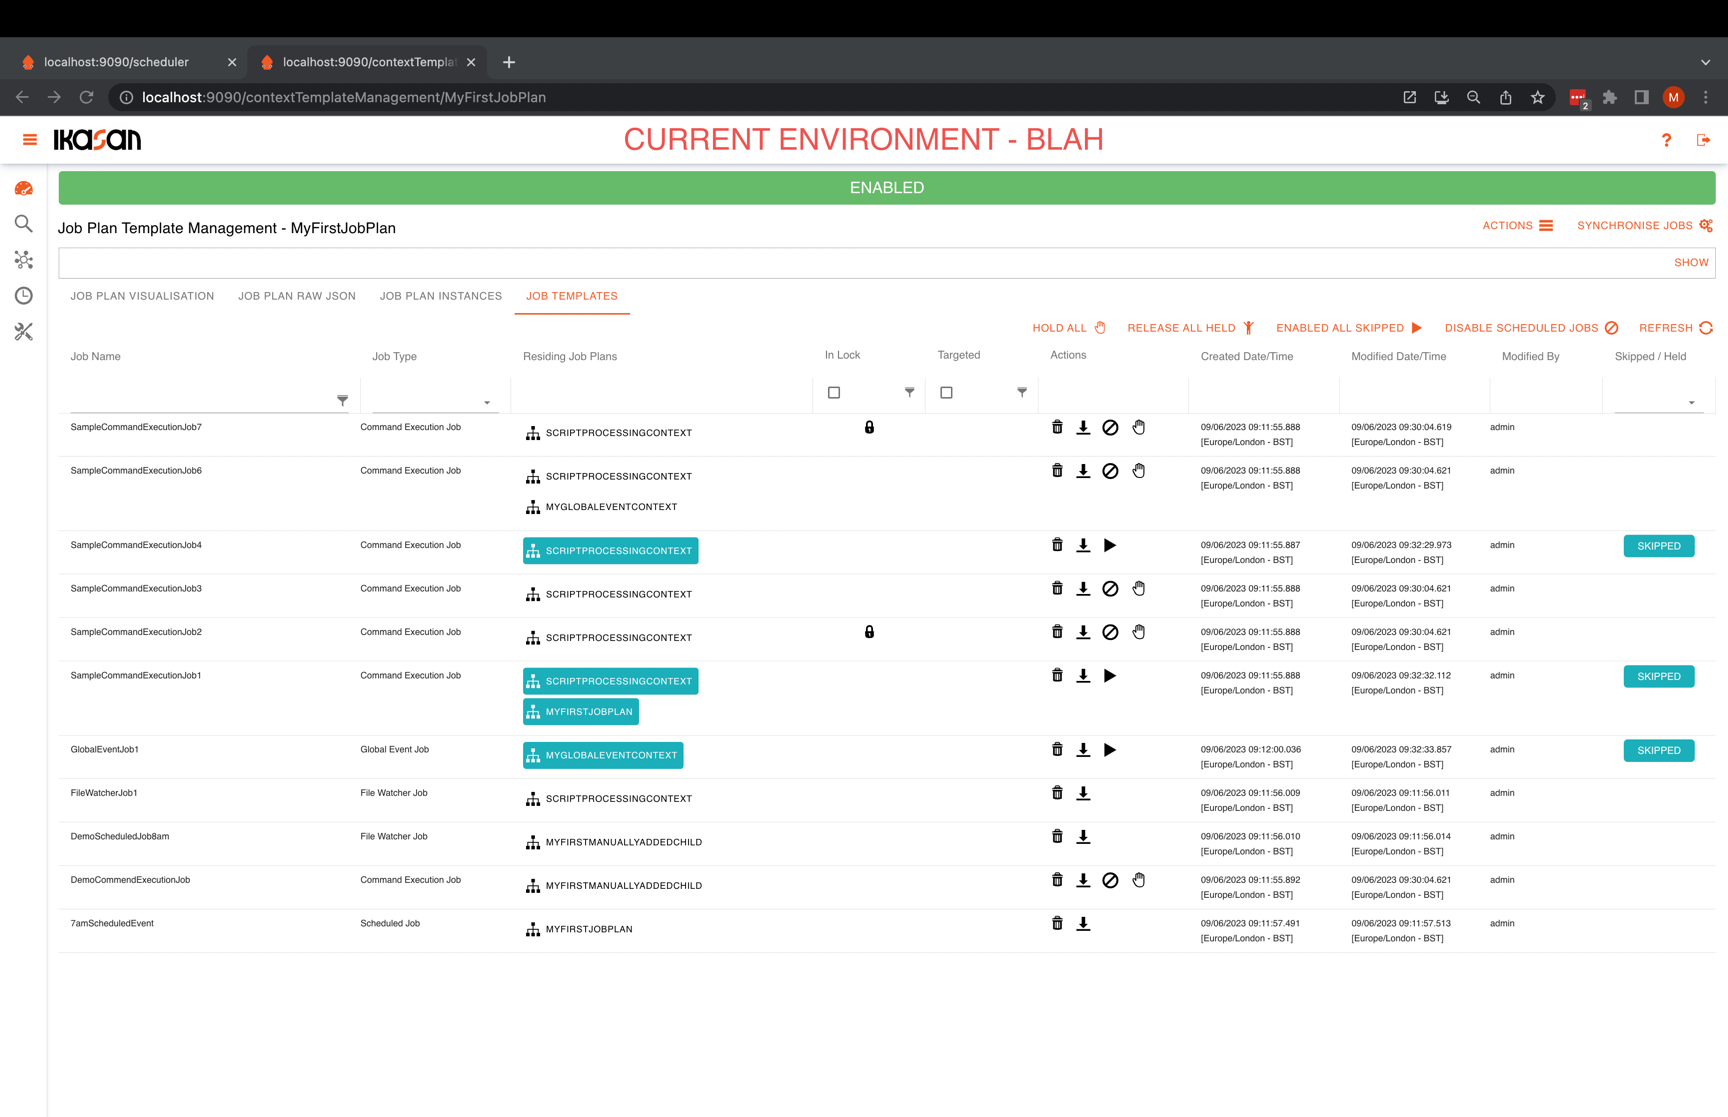 localhost:9090/scheduler
localhost:9090/contextTempla
localhost:9090/contextTemplateManagement/MyFirstJobPlan
2
M
IKASAN
CURRENT ENVIRONMENT - BLAH
?
ENABLED
Job Plan Template Management - MyFirstJobPlan
ACTIONS
SYNCHRONISE JOBS
SHOW
JOB PLAN VISUALISATION
JOB PLAN RAW JSON
JOB PLAN INSTANCES
JOB TEMPLATES
HOLD ALL
RELEASE ALL HELD
ENABLED ALL SKIPPED
DISABLE SCHEDULED JOBS
REFRESH
Job Name
Job Type
Residing Job Plans
In Lock
Targeted
Actions
Created Date/Time
Modified Date/Time
Modified By
Skipped / Held
SampleCommandExecutionJob7
Command Execution Job
SCRIPTPROCESSINGCONTEXT
09/06/2023 09:11:55.888
[Europe/London - BST]
09/06/2023 09:30:04.619
[Europe/London - BST]
admin
SampleCommandExecutionJob6
Command Execution Job
SCRIPTPROCESSINGCONTEXT
MYGLOBALEVENTCONTEXT
09/06/2023 09:11:55.888
[Europe/London - BST]
09/06/2023 09:30:04.621
[Europe/London - BST]
admin
SampleCommandExecutionJob4
Command Execution Job
SCRIPTPROCESSINGCONTEXT
09/06/2023 09:11:55.887
[Europe/London - BST]
09/06/2023 09:32:29.973
[Europe/London - BST]
admin
SKIPPED
SampleCommandExecutionJob3
Command Execution Job
SCRIPTPROCESSINGCONTEXT
09/06/2023 09:11:55.888
[Europe/London - BST]
09/06/2023 09:30:04.621
[Europe/London - BST]
admin
SampleCommandExecutionJob2
Command Execution Job
SCRIPTPROCESSINGCONTEXT
09/06/2023 09:11:55.888
[Europe/London - BST]
09/06/2023 09:30:04.621
[Europe/London - BST]
admin
SampleCommandExecutionJob1
Command Execution Job
SCRIPTPROCESSINGCONTEXT
MYFIRSTJOBPLAN
09/06/2023 09:11:55.888
[Europe/London - BST]
09/06/2023 09:32:32.112
[Europe/London - BST]
admin
SKIPPED
GlobalEventJob1
Global Event Job
MYGLOBALEVENTCONTEXT
09/06/2023 09:12:00.036
[Europe/London - BST]
09/06/2023 09:32:33.857
[Europe/London - BST]
admin
SKIPPED
FileWatcherJob1
File Watcher Job
SCRIPTPROCESSINGCONTEXT
09/06/2023 09:11:56.009
[Europe/London - BST]
09/06/2023 09:11:56.011
[Europe/London - BST]
admin
DemoScheduledJob8am
File Watcher Job
MYFIRSTMANUALLYADDEDCHILD
09/06/2023 09:11:56.010
[Europe/London - BST]
09/06/2023 09:11:56.014
[Europe/London - BST]
admin
DemoCommendExecutionJob
Command Execution Job
MYFIRSTMANUALLYADDEDCHILD
09/06/2023 09:11:55.892
[Europe/London - BST]
09/06/2023 09:30:04.621
[Europe/London - BST]
admin
7amScheduledEvent
Scheduled Job
MYFIRSTJOBPLAN
09/06/2023 09:11:57.491
[Europe/London - BST]
09/06/2023 09:11:57.513
[Europe/London - BST]
admin